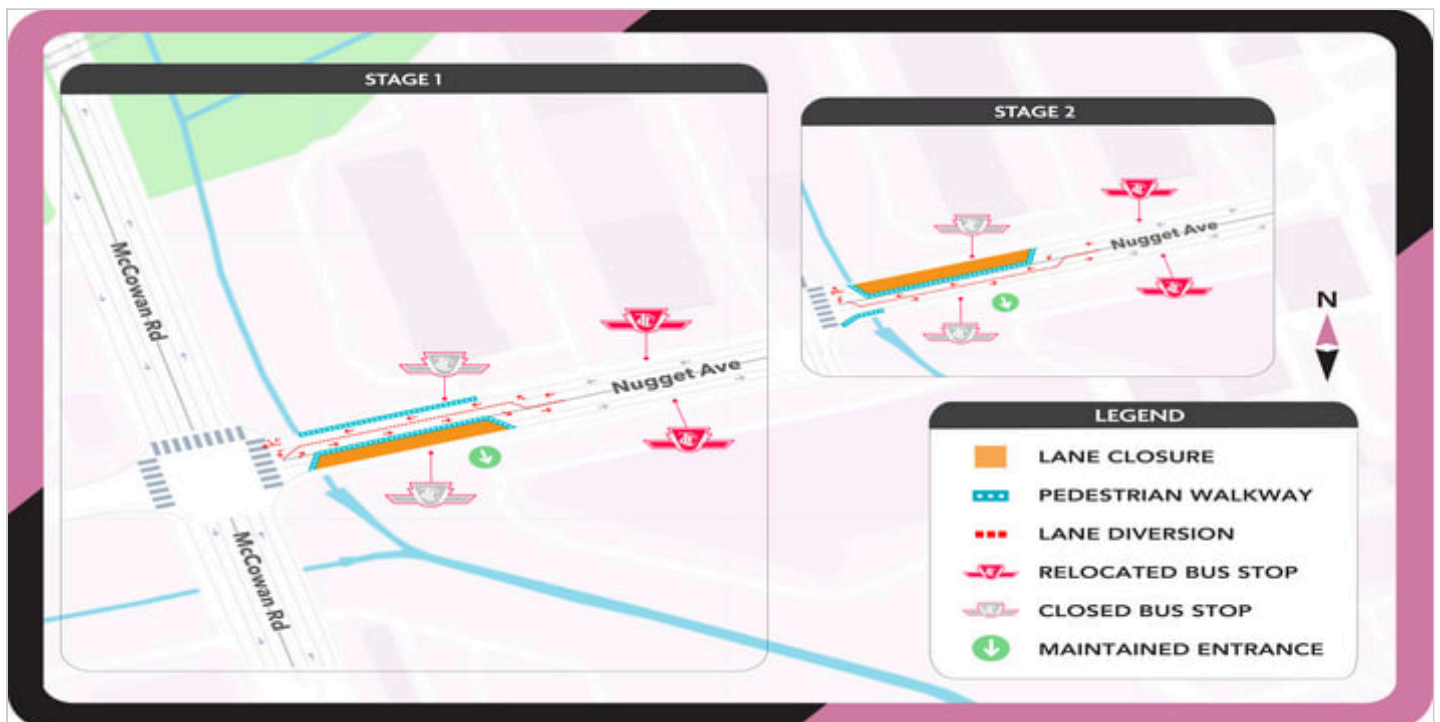 STAGE 1
McCowan Rd
Nugget Ave
McCowan Rd
STAGE 2
Nugget Ave
N
LEGEND
LANE CLOSURE
PEDESTRIAN WALKWAY
LANE DIVERSION
RELOCATED BUS STOP
CLOSED BUS STOP
MAINTAINED ENTRANCE